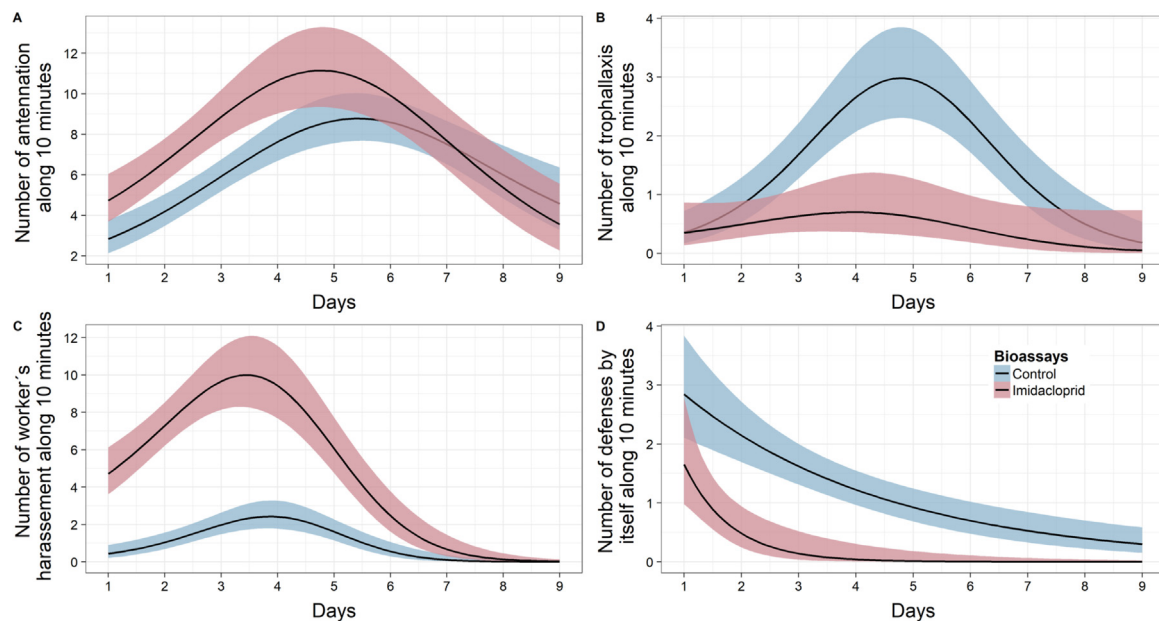 A
Number of antennation
along 10 minutes
12
10
8
6
4
2
1 2 3 4 5 6 7 8 9
Days
B
Number of trophallaxis
along 10 minutes
4
3
2
1
0
1 2 3 4 5 6 7 8 9
Days
C
Number of worker´s
harassement along 10 minutes
12
10
8
6
4
2
0
1 2 3 4 5 6 7 8 9
Days
D
Number of defenses by
itself along 10 minutes
4
3
2
1
0
Bioassays
Control
Imidacloprid
1 2 3 4 5 6 7 8 9
Days